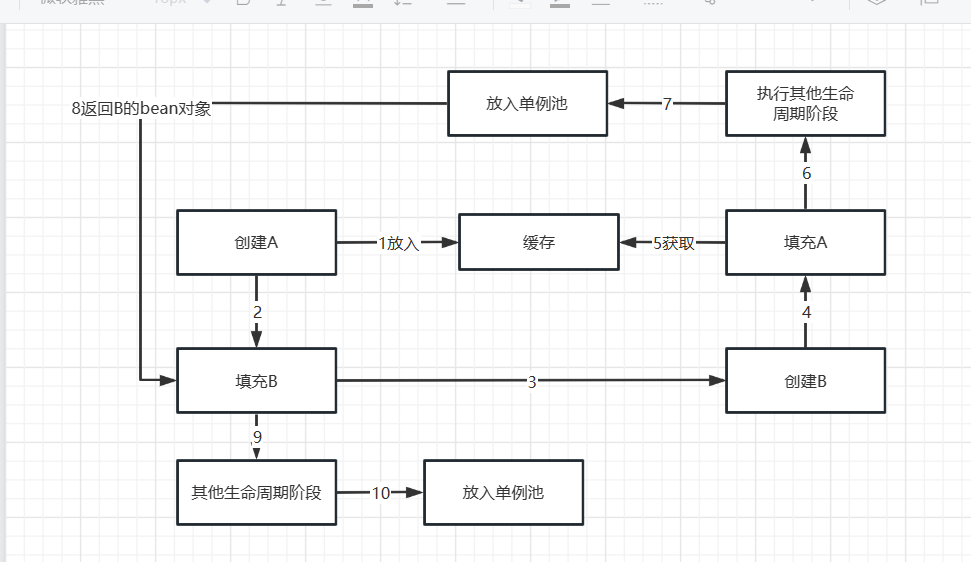 放入单例池
执行其他生命
周期阶段
7
8返回B的bean对象
6
创建A
1放入
缓存
5获取
填充A
2
4
填充B
3
创建B
9
其他生命周期阶段
10
放入单例池